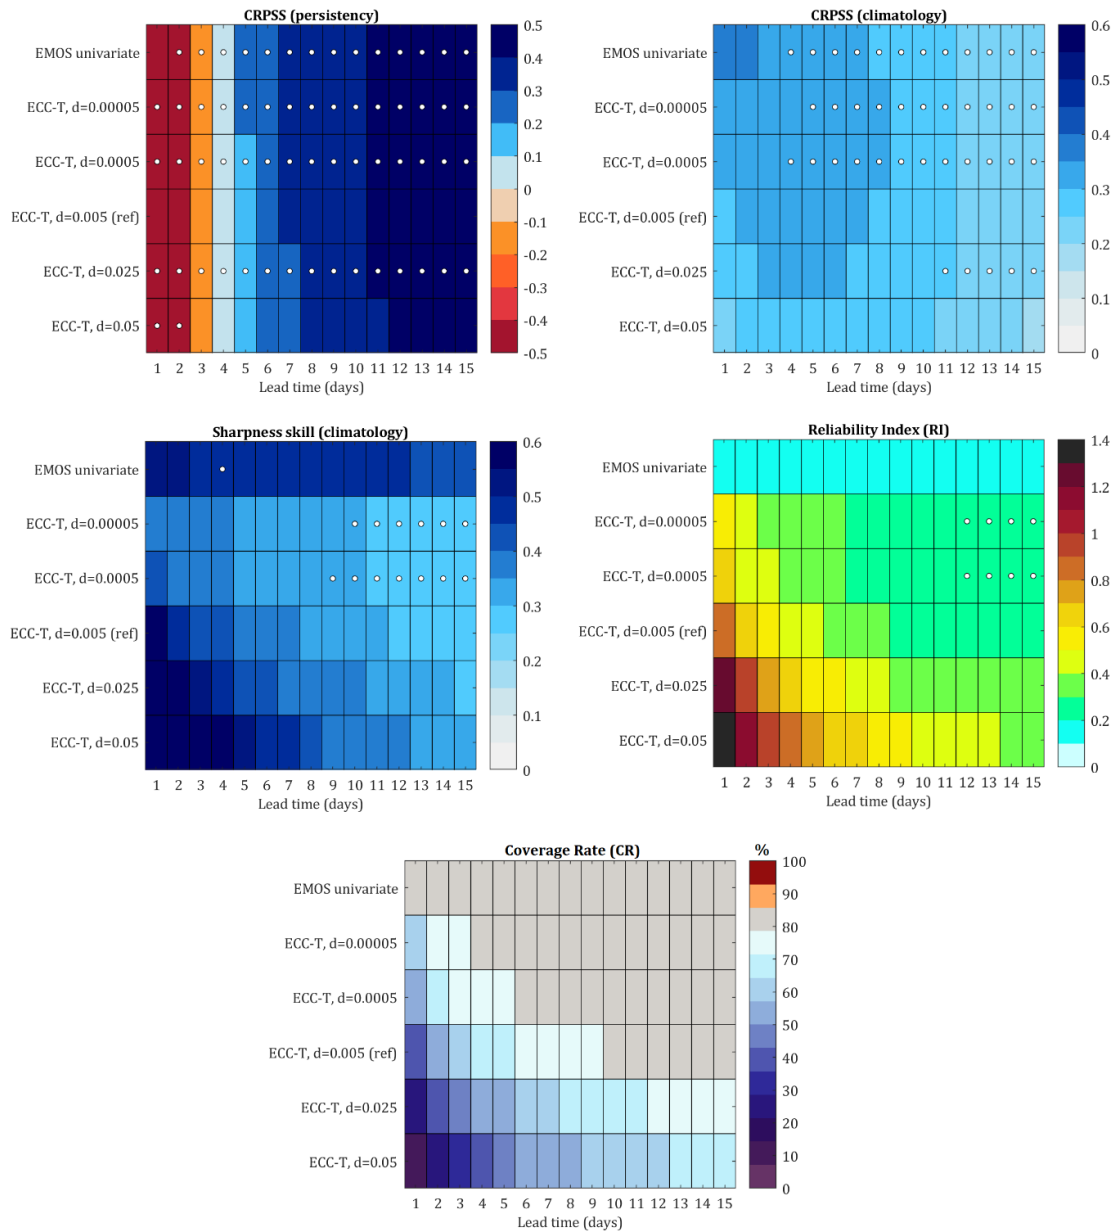 CRPSS (persistency)
EMOS univariate
ECC-T, d=0.00005
ECC-T, d=0.0005
ECC-T, d=0.005 (ref)
ECC-T, d=0.025
ECC-T, d=0.05
1 2 3 4 5 6 7 8 9 10 11 12 13 14 15
Lead time (days)
0.5
0.4
0.3
0.2
0.1
0
-0.1
-0.2
-0.3
-0.4
-0.5
CRPSS (climatology)
EMOS univariate
ECC-T, d=0.00005
ECC-T, d=0.0005
ECC-T, d=0.005 (ref)
ECC-T, d=0.025
ECC-T, d=0.05
1 2 3 4 5 6 7 8 9 10 11 12 13 14 15
Lead time (days)
0.6
0.5
0.4
0.3
0.2
0.1
0
Sharpness skill (climatology)
EMOS univariate
ECC-T, d=0.00005
ECC-T, d=0.0005
ECC-T, d=0.005 (ref)
ECC-T, d=0.025
ECC-T, d=0.05
1 2 3 4 5 6 7 8 9 10 11 12 13 14 15
Lead time (days)
0.6
0.5
0.4
0.3
0.2
0.1
0
Reliability Index (RI)
EMOS univariate
ECC-T, d=0.00005
ECC-T, d=0.0005
ECC-T, d=0.005 (ref)
ECC-T, d=0.025
ECC-T, d=0.05
1 2 3 4 5 6 7 8 9 10 11 12 13 14 15
Lead time (days)
1.4
1.2
1
0.8
0.6
0.4
0.2
0
Coverage Rate (CR)
%
EMOS univariate
ECC-T, d=0.00005
ECC-T, d=0.0005
ECC-T, d=0.005 (ref)
ECC-T, d=0.025
ECC-T, d=0.05
1 2 3 4 5 6 7 8 9 10 11 12 13 14 15
Lead time (days)
100
90
80
70
60
50
40
30
20
10
0